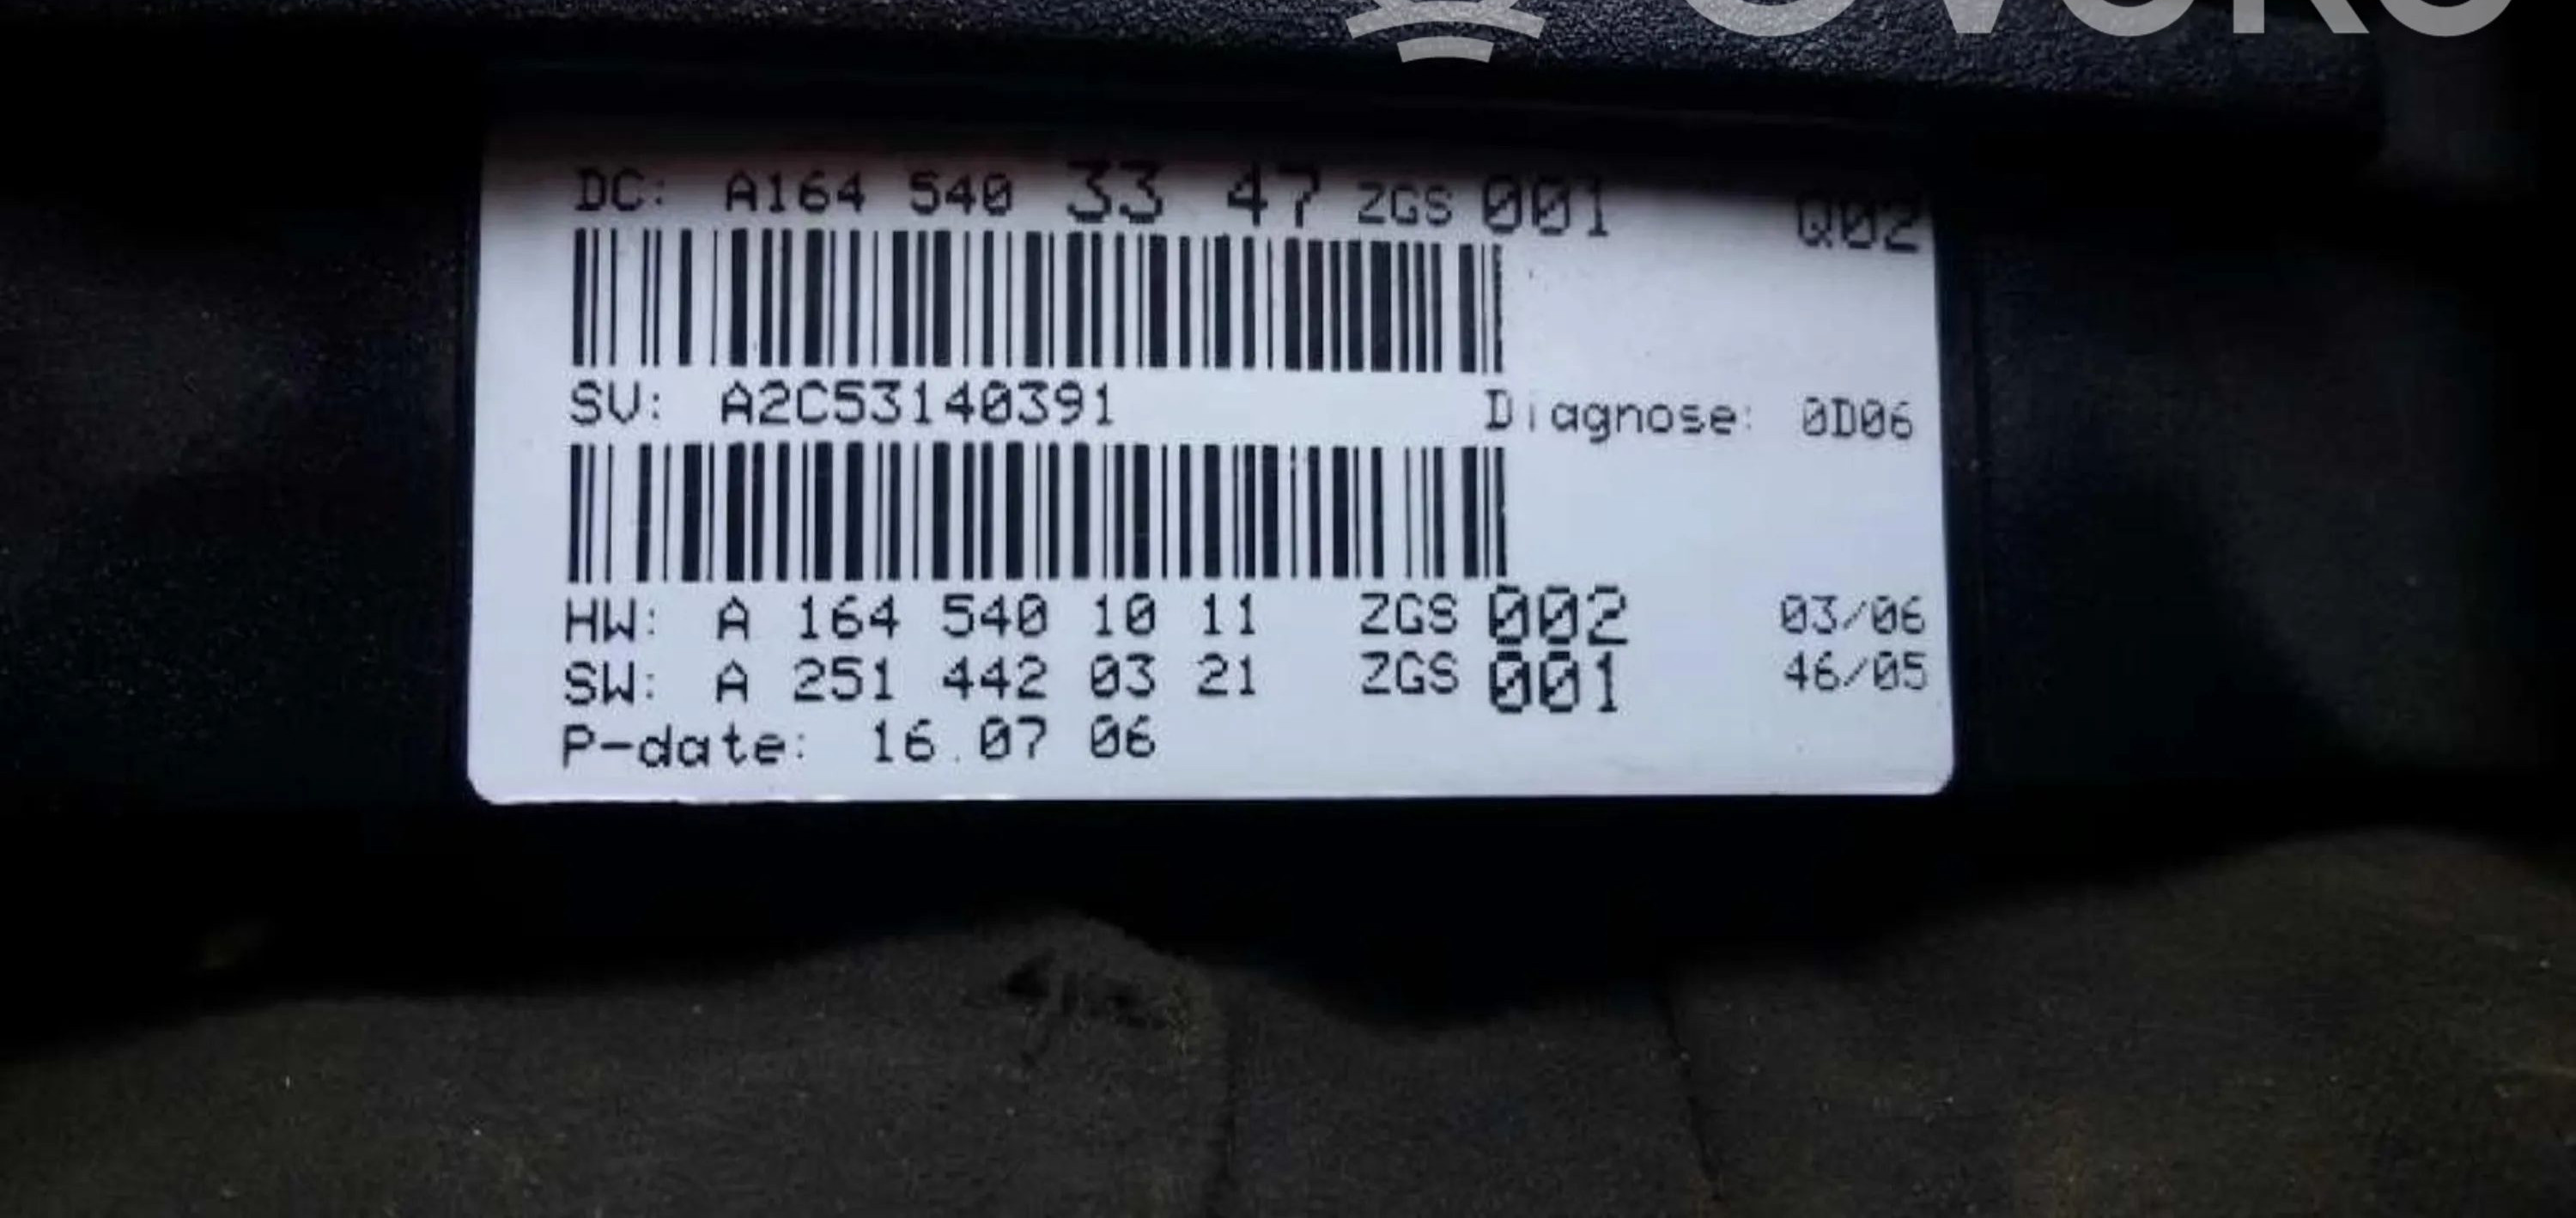 DC: A164 540 33 47 ZGS 001 Q02
SV: A2C53140391 Diagnose: 0D06
HW: A 164 540 10 11 ZGS 002 03/06
SW: A 251 442 03 21 ZGS 001 46/05
P-date: 16.07 06